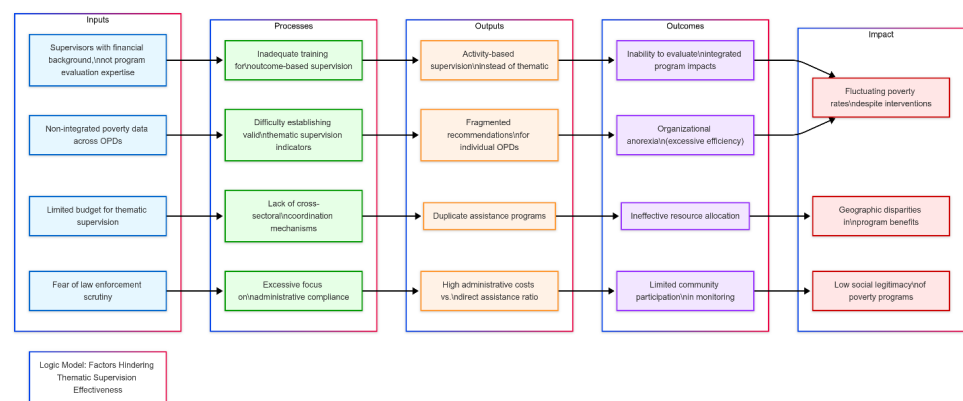 Inputs
Supervisors with financial
background,\nnot program
evaluation expertise
Non-integrated poverty data
across OPDs
Limited budget for thematic
supervision
Fear of law enforcement
scrutiny
Processes
Inadequate training
for\noutcome-based supervision
Difficulty establishing
valid\nthematic supervision
indicators
Lack of cross-
sectoral\ncoordination
mechanisms
Excessive focus
on\nadministrative compliance
Outputs
Activity-based
supervision\ninstead of thematic
Fragmented
recommendations\nfor
individual OPDs
Duplicate assistance programs
High administrative costs
vs.\ndirect assistance ratio
Outcomes
Inability to evaluate\nintegrated
program impacts
Organizational
anorexia\n(excessive efficiency)
Ineffective resource allocation
Limited community
participation\nin monitoring
Impact
Fluctuating poverty
rates\ndespite interventions
Geographic disparities
in\nprogram benefits
Low social legitimacy\nof
poverty programs
Logic Model: Factors Hindering
Thematic Supervision
Effectiveness